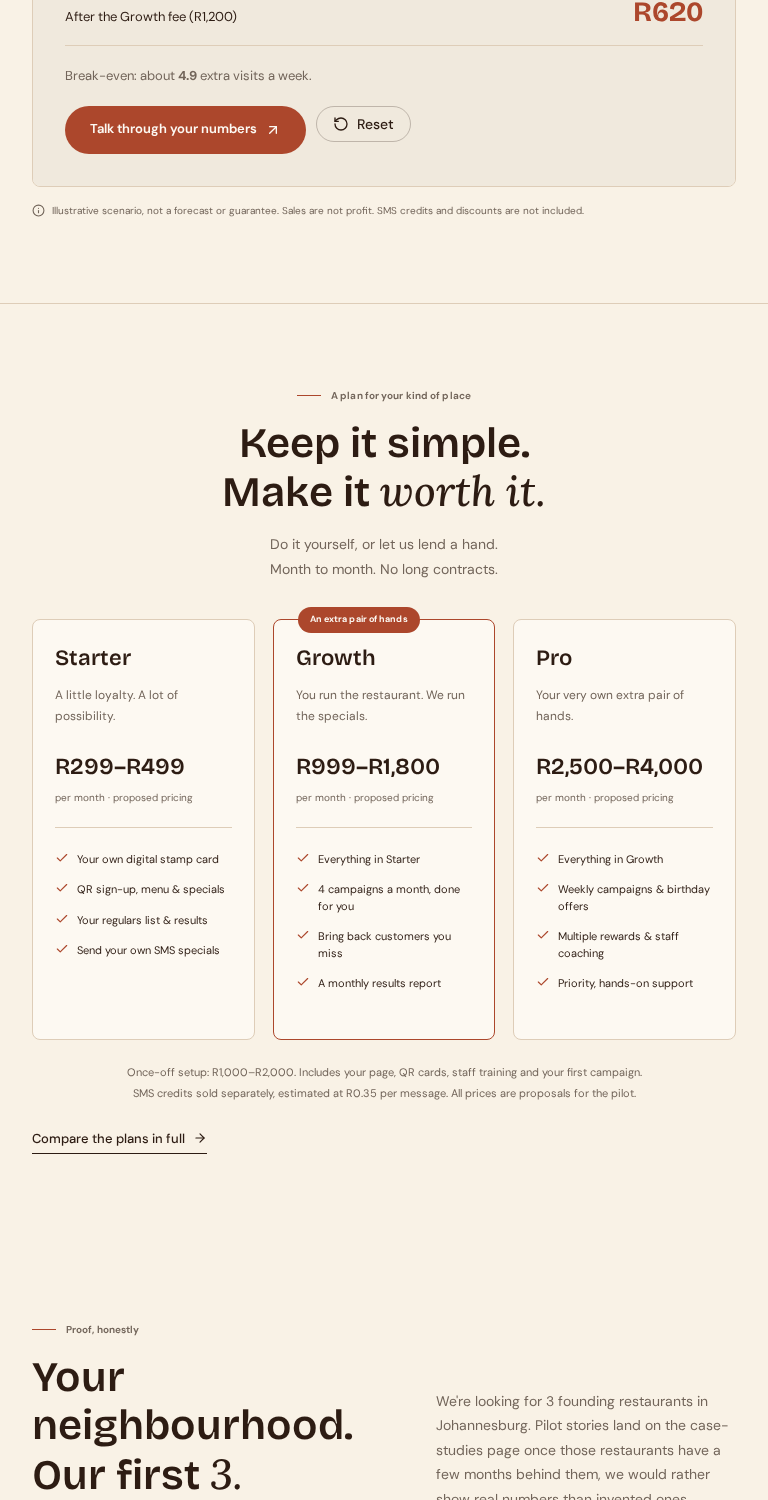 After the Growth fee (R1,200)
R620
Break-even: about 4.9 extra visits a week.
Talk through your numbers
Reset
Illustrative scenario, not a forecast or guarantee. Sales are not profit. SMS credits and discounts are not included.
A plan for your kind of place
Keep it simple.
Make it worth it.
Do it yourself, or let us lend a hand.
Month to month. No long contracts.
Starter
A little loyalty. A lot of
possibility.
R299–R499
per month · proposed pricing
Your own digital stamp card
QR sign-up, menu & specials
Your regulars list & results
Send your own SMS specials
An extra pair of hands
Growth
You run the restaurant. We run
the specials.
R999–R1,800
per month · proposed pricing
Everything in Starter
4 campaigns a month, done
for you
Bring back customers you
miss
A monthly results report
Pro
Your very own extra pair of
hands.
R2,500–R4,000
per month · proposed pricing
Everything in Growth
Weekly campaigns & birthday
offers
Multiple rewards & staff
coaching
Priority, hands-on support
Once-off setup: R1,000–R2,000. Includes your page, QR cards, staff training and your first campaign.
SMS credits sold separately, estimated at R0.35 per message. All prices are proposals for the pilot.
Compare the plans in full
Proof, honestly
Your
neighbourhood.
Our first 3.
We're looking for 3 founding restaurants in
Johannesburg. Pilot stories land on the case-
studies page once those restaurants have a
few months behind them, we would rather
show real numbers than invented ones.